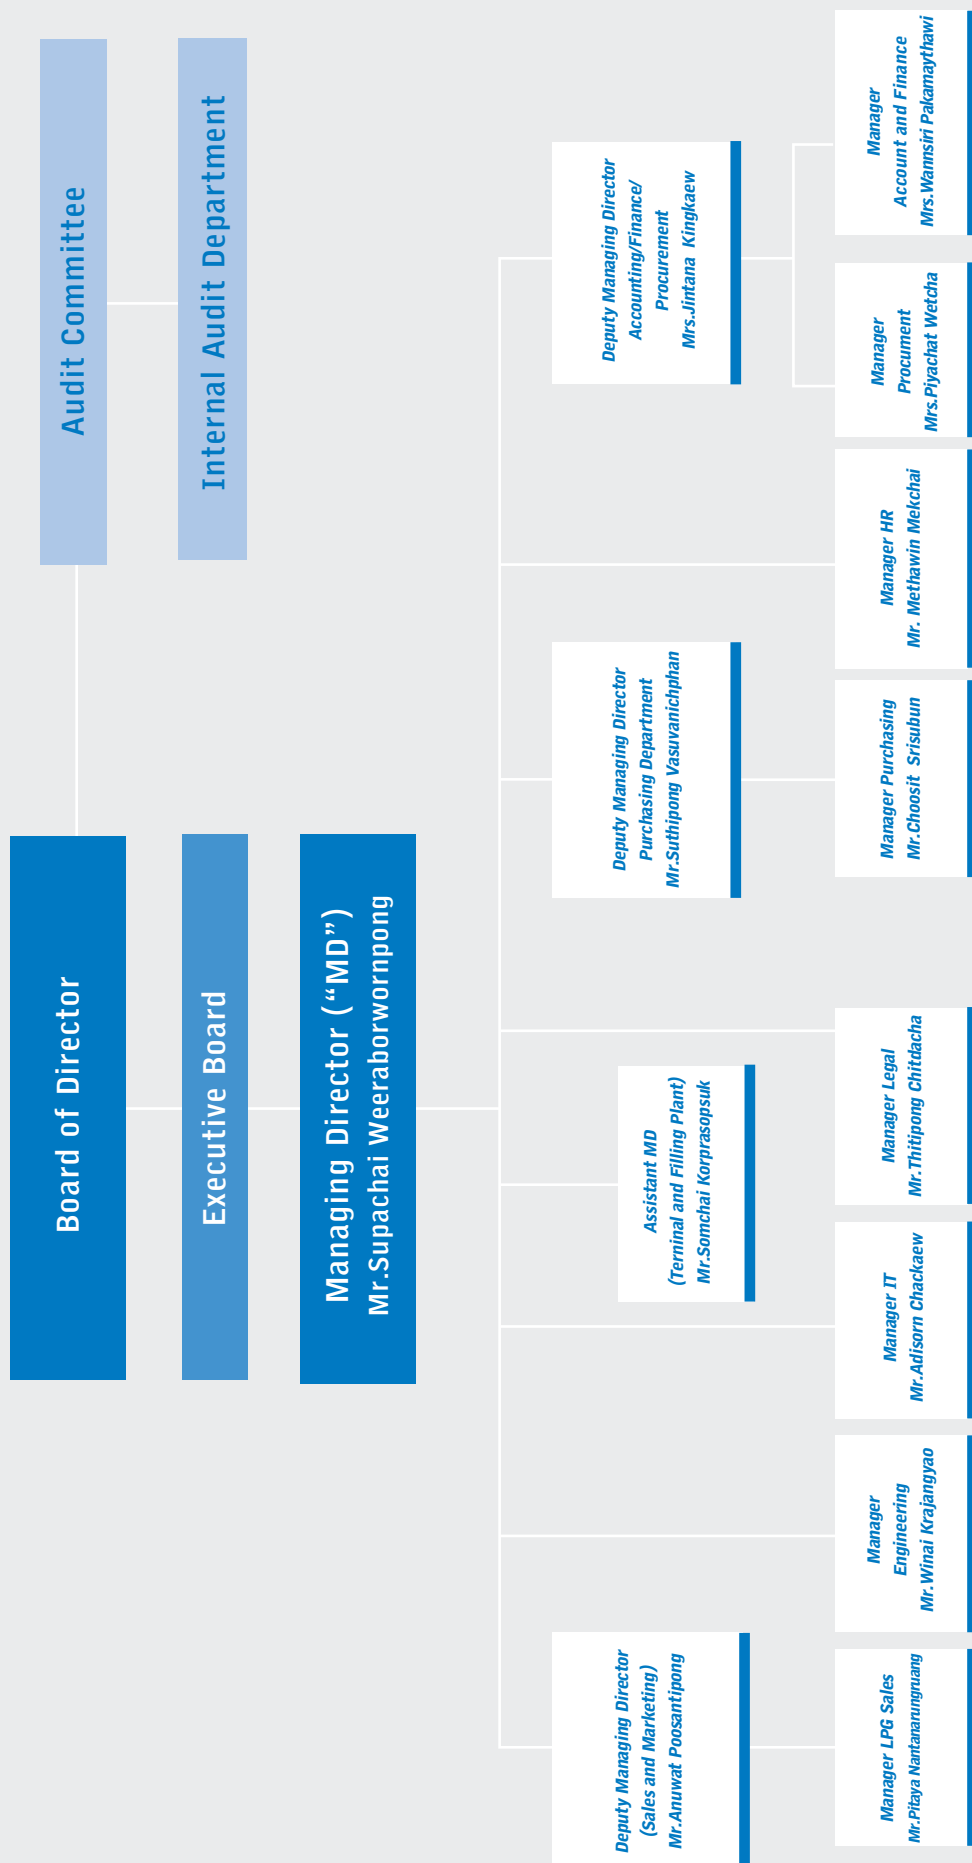 Board of Director
Audit Committee
Executive Board
Internal Audit Department
Managing Director (“MD”)
Mr.Supachai Weeraborwornpong
Deputy Managing Director
(Sales and Marketing)
Mr.Anuwat Poosantipong
Assistant MD
(Terninal and Filling Plant)
Mr.Somchai Korprasopsuk
Deputy Managing Director
Purchasing Department
Mr.Suthipong Vasuvanichphan
Deputy Managing Director
Accounting/Finance/
Procurement
Mrs.Jintana Kingkaew
Manager LPG Sales
Mr.Pitaya Nantanarungruang
Manager
Engineering
Mr.Winai Krajangyao
Manager IT
Mr.Adisorn Chackaew
Manager Legal
Mr.Thitipong Chitdacha
Manager Purchasing
Mr.Choosit Srisubun
Manager HR
Mr. Methawin Mekchai
Manager
Procument
Mrs.Piyachat Wetcha
Manager
Account and Finance
Mrs.Wannsiri Pakamaythawi